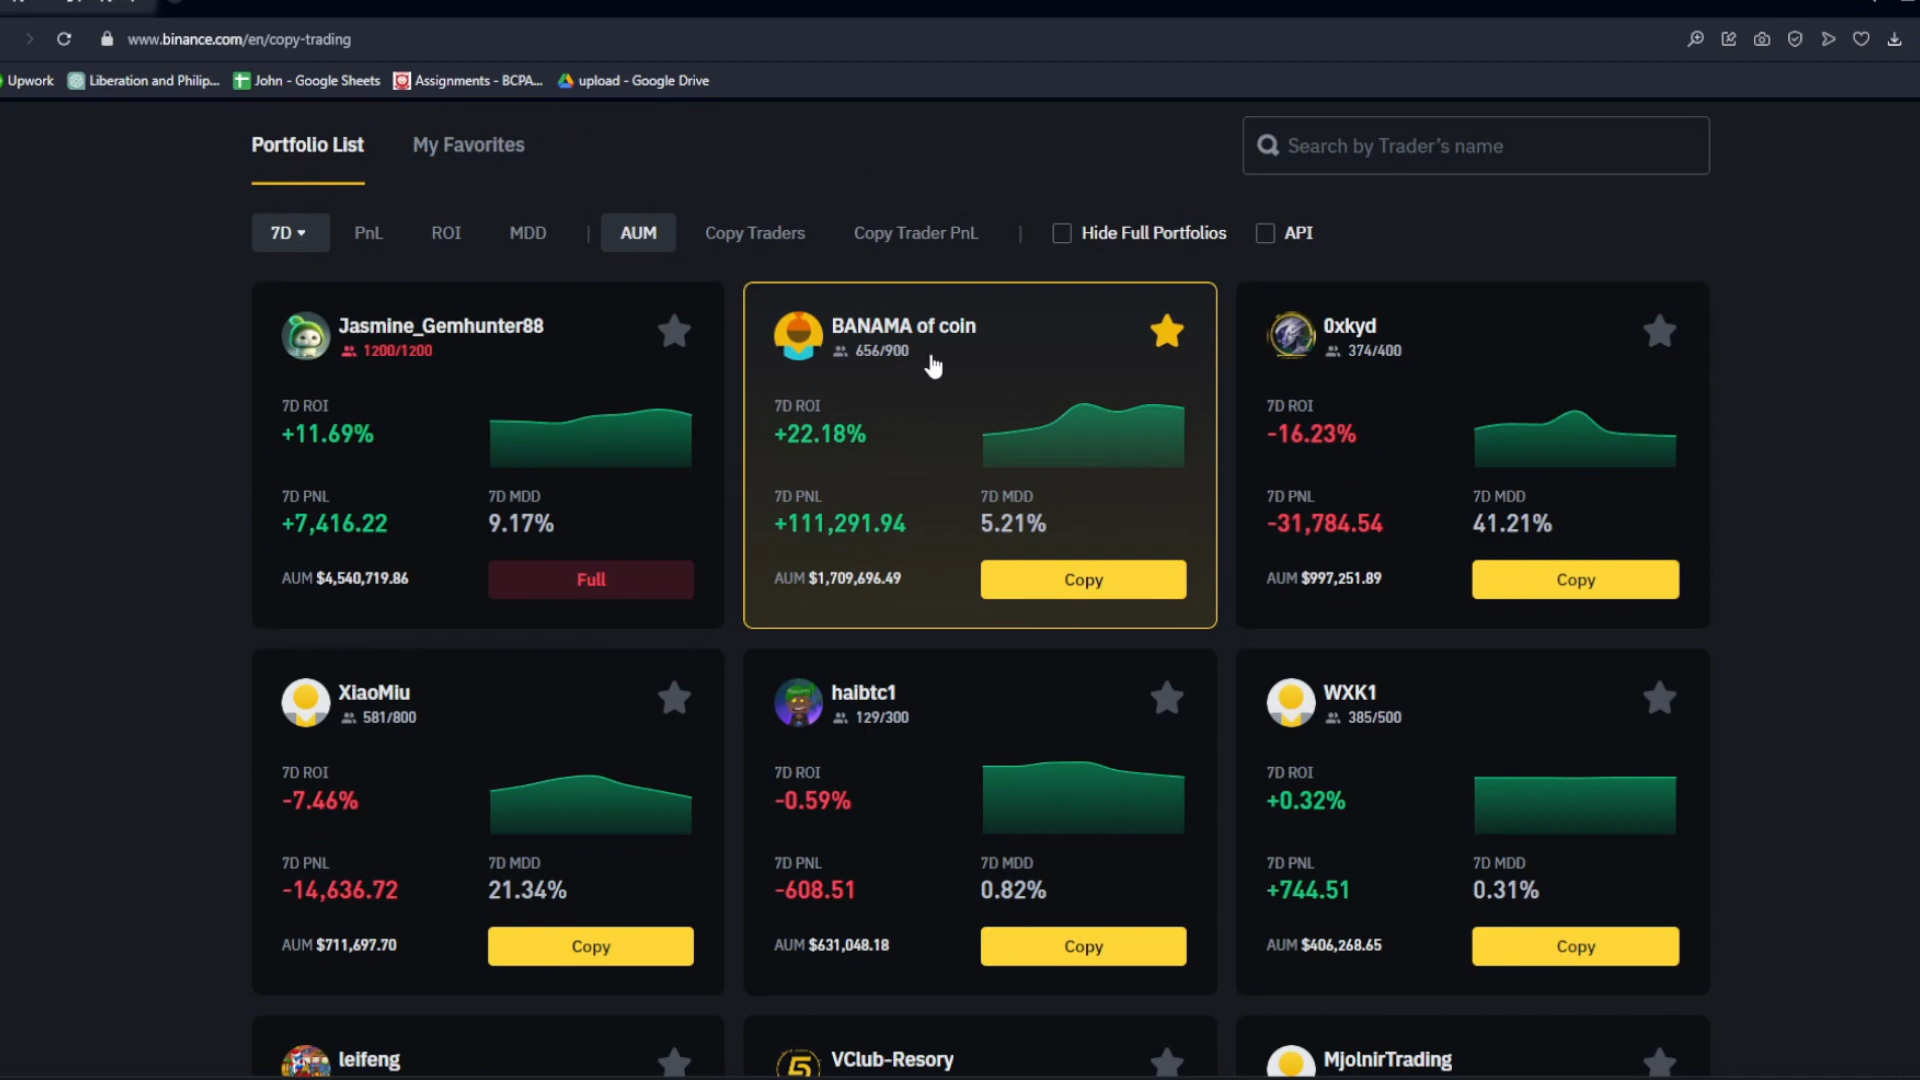 www.binance.com/en/copy-trading
Upwork
Liberation and Philip...
John - Google Sheets
Assignments - BCPA...
upload - Google Drive
Portfolio List
My Favorites
Search by Trader's name
7D
PnL
ROI
MDD
AUM
Copy Traders
Copy Trader PnL
Hide Full Portfolios
API
Jasmine_Gemhunter88
1200/1200
7D ROI
+11.69%
7D PNL
+7,416.22
7D MDD
9.17%
AUM $4,540,719.86
Full
BANAMA of coin
656/900
7D ROI
+22.18%
7D PNL
+111,291.94
7D MDD
5.21%
AUM $1,709,696.49
Copy
0xkyd
374/400
7D ROI
-16.23%
7D PNL
-31,784.54
7D MDD
41.21%
AUM $997,251.89
Copy
XiaoMiu
581/800
7D ROI
-7.46%
7D PNL
-14,636.72
7D MDD
21.34%
AUM $711,697.70
Copy
haibtc1
129/300
7D ROI
-0.59%
7D PNL
-608.51
7D MDD
0.82%
AUM $631,048.18
Copy
WXK1
385/500
7D ROI
+0.32%
7D PNL
+744.51
7D MDD
0.31%
AUM $406,268.65
Copy
leifeng
VClub-Resory
MjolnirTrading